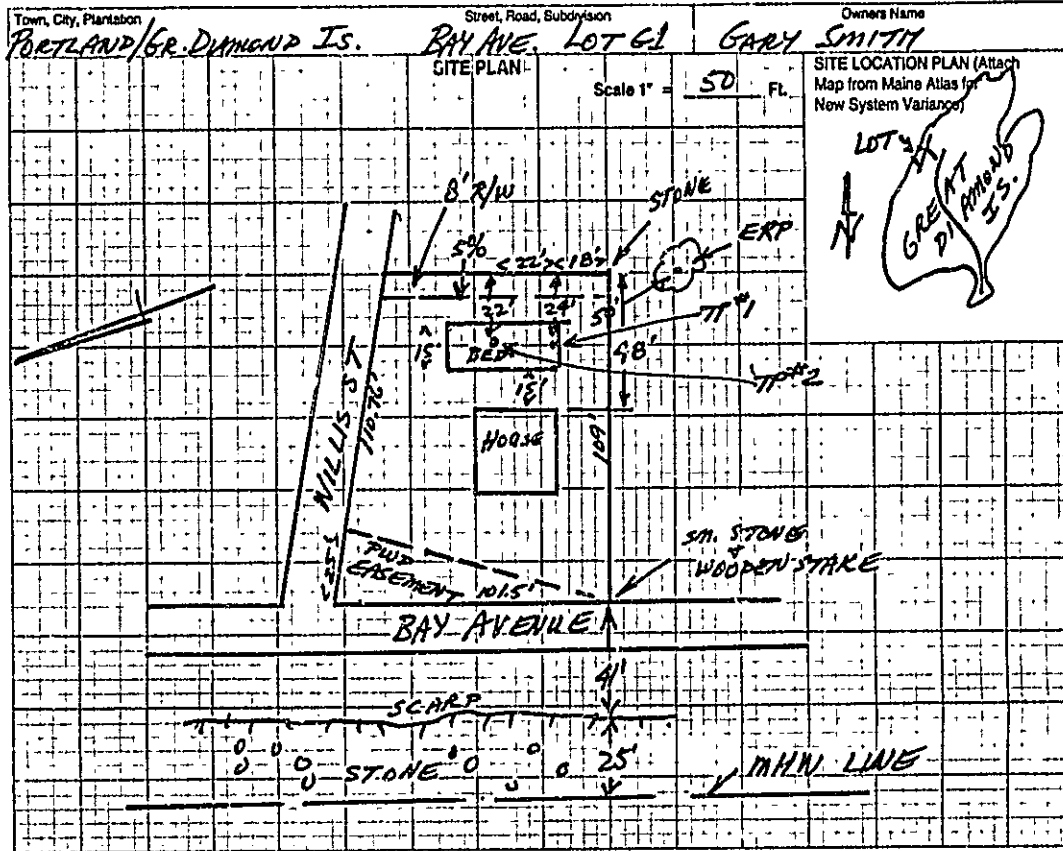 Town, City, Plantation
Street, Road, Subdivision
Owners Name
PORTLAND/GR. DIAMOND IS.
BAY AVE. LOT 61
GARY SMITH
SITE PLAN
Scale 1" = 50 Ft.
SITE LOCATION PLAN (Attach
Map from Maine Atlas for
New System Variance)
LOT
GREAT
DIAMOND
IS.
N
8' R/W
STONE
ERP
5%
22'
18'
22'
24'
50'
TP#1
15'
BED
48'
TP#2
15'
HOUSE
109'
WILLIS ST
110.76'
SM. STONE
&
WOODEN STAKE
PWD
EASEMENT
101.5'
BAY AVENUE
41'
SCARP
STONE
25'
MHW LINE